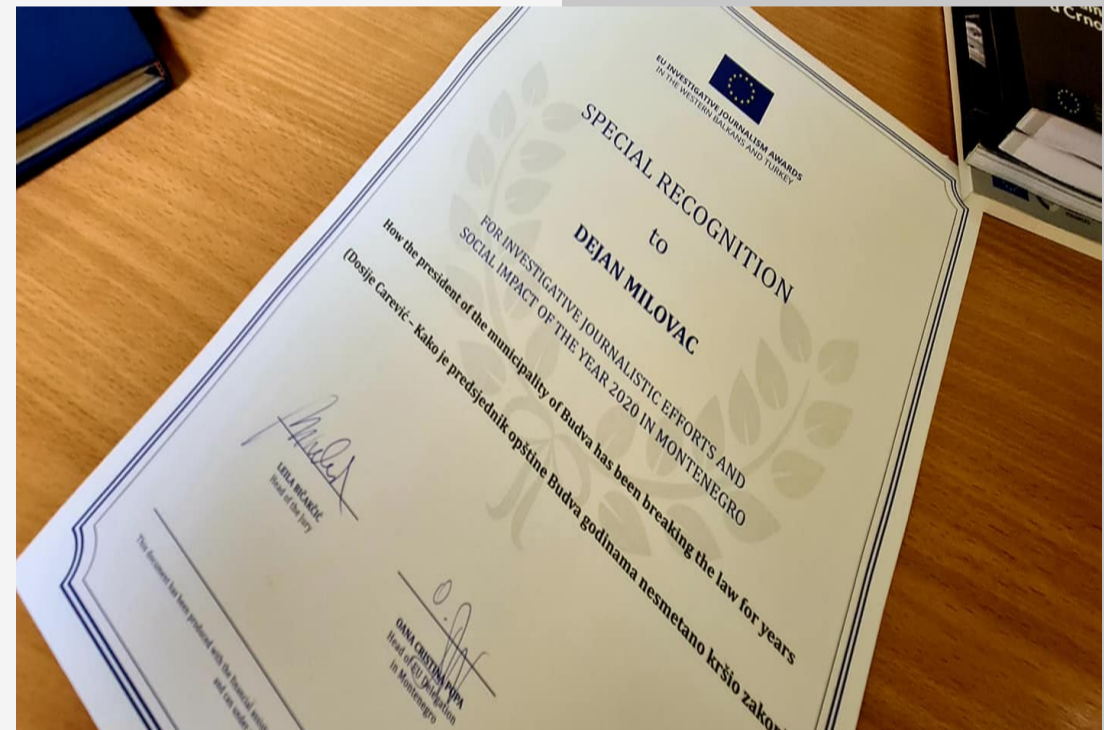 EU INVESTIGATIVE JOURNALISM AWARDS
IN THE WESTERN BALKANS AND TURKEY
SPECIAL RECOGNITION
to
DEJAN MILOVAC
FOR INVESTIGATIVE JOURNALISTIC EFFORTS AND
SOCIAL IMPACT OF THE YEAR 2020 IN MONTENEGRO
How the president of the municipality of Budva has been breaking the law for years
(Dosije Carević – Kako je predsjednik opštine Budva godinama nesmetano kršio zakon
LEILA BIČAKČIĆ
Head of the Jury
OANA CRISTINA POPA
Head of EU Delegation
in Montenegro
This document has been produced with the financial
and can